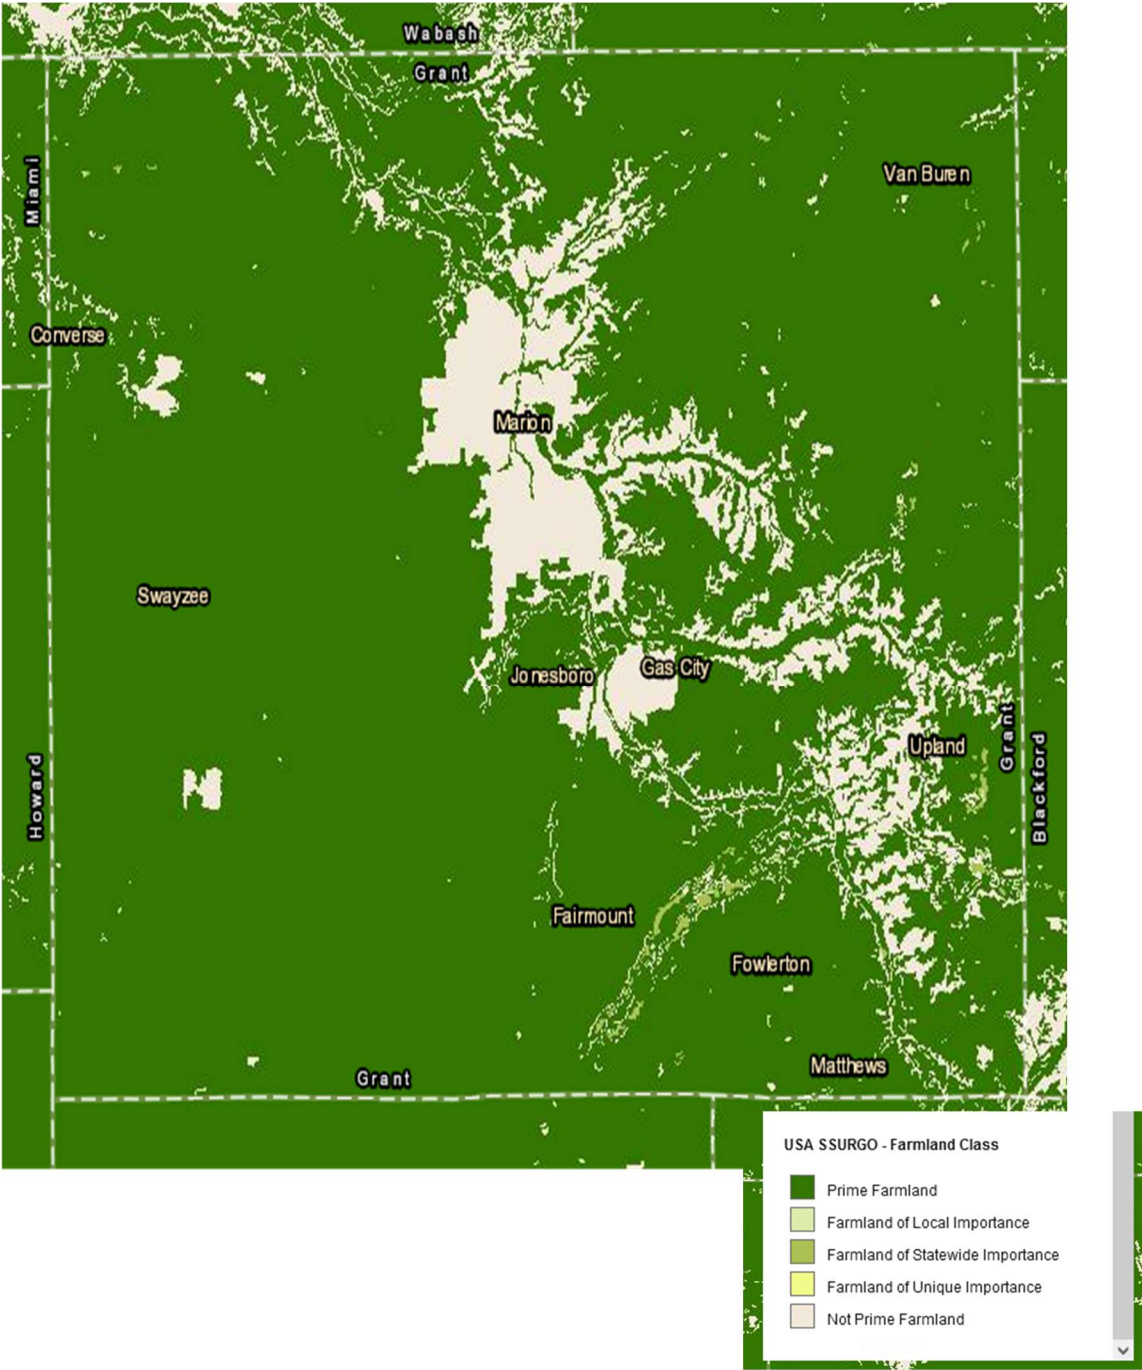 Wabash
Grant
Miami
Van Buren
Converse
Marion
Swayzee
Jonesboro
Gas City
Grant
Upland
Blackford
Howard
Fairmount
Fowlerton
Matthews
Grant
USA SSURGO - Farmland Class
Prime Farmland
Farmland of Local Importance
Farmland of Statewide Importance
Farmland of Unique Importance
Not Prime Farmland